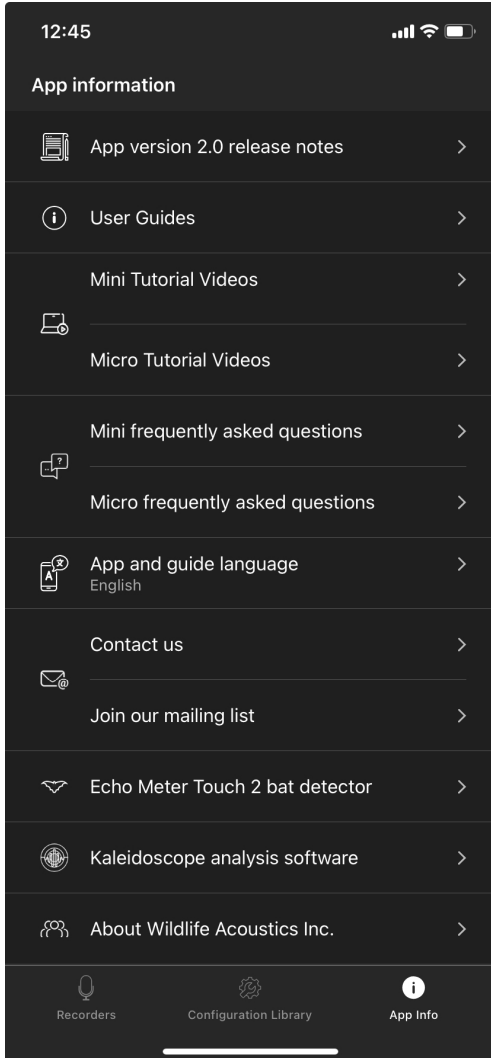 12:45
App information
App version 2.0 release notes
User Guides
Mini Tutorial Videos
Micro Tutorial Videos
Mini frequently asked questions
Micro frequently asked questions
App and guide language
English
Contact us
Join our mailing list
Echo Meter Touch 2 bat detector
Kaleidoscope analysis software
About Wildlife Acoustics Inc.
Recorders
Configuration Library
App Info